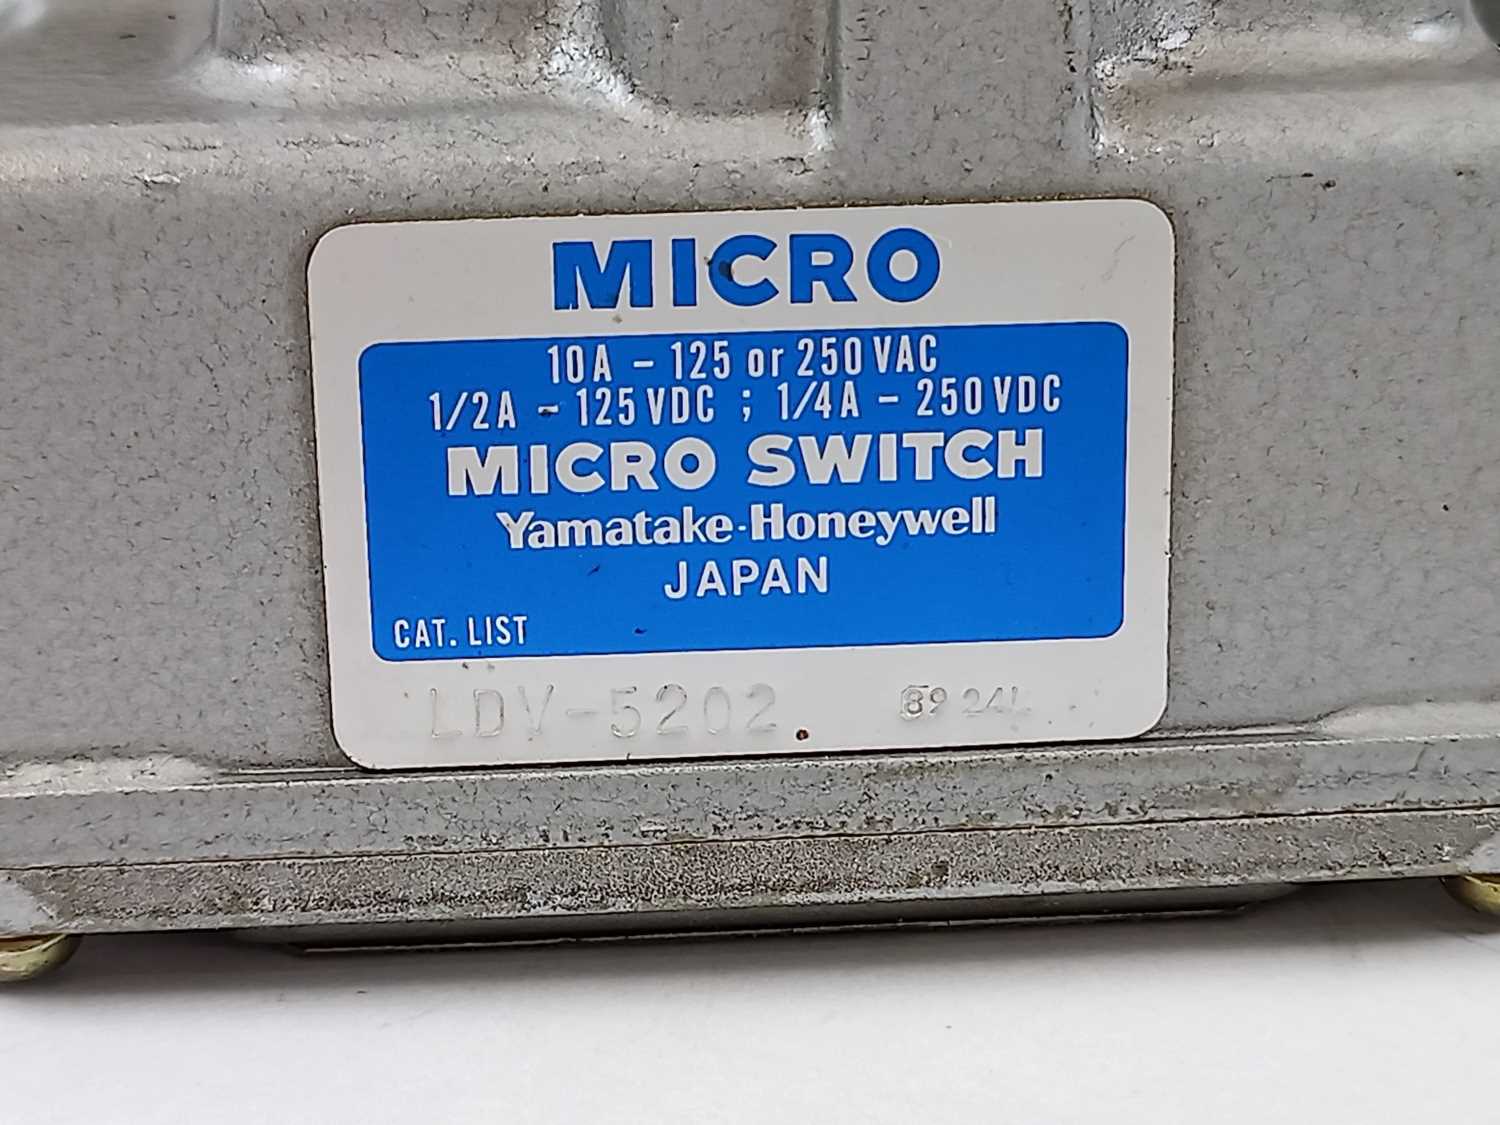 MICRO
10A - 125 or 250 VAC
1/2A - 125 VDC ; 1/4A - 250 VDC
MICRO SWITCH
Yamatake-Honeywell
JAPAN
CAT. LIST
LDV-5202. 8924L